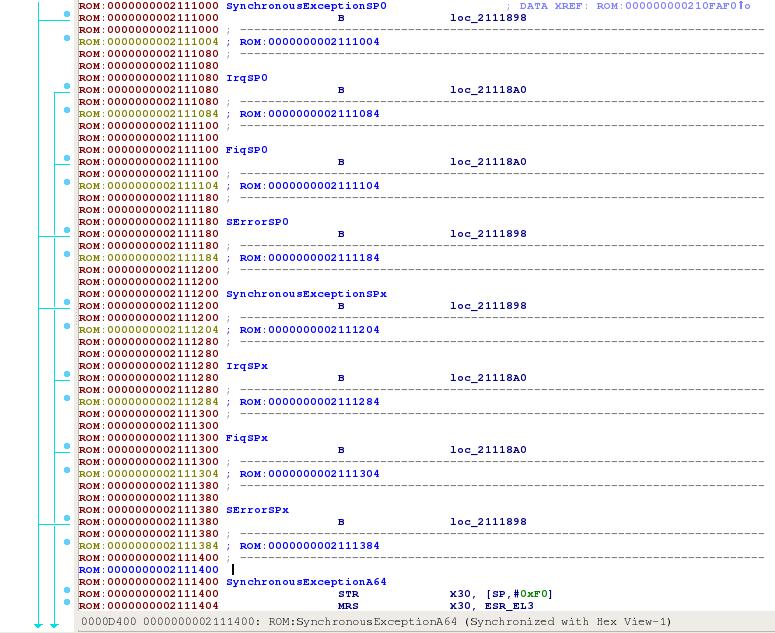 ROM:0000000002111000 SynchronousExceptionSP0 ; DATA XREF: ROM:000000000210FAF0↑o
ROM:0000000002111000 B loc_2111898
ROM:0000000002111000 ; ---------------------------------------------------------------------------
ROM:0000000002111004 ; ROM:0000000002111004
ROM:0000000002111080 ; ---------------------------------------------------------------------------
ROM:0000000002111080
ROM:0000000002111080 IrqSP0
ROM:0000000002111080 B loc_21118A0
ROM:0000000002111080 ; ---------------------------------------------------------------------------
ROM:0000000002111084 ; ROM:0000000002111084
ROM:0000000002111100 ; ---------------------------------------------------------------------------
ROM:0000000002111100
ROM:0000000002111100 FiqSP0
ROM:0000000002111100 B loc_21118A0
ROM:0000000002111100 ; ---------------------------------------------------------------------------
ROM:0000000002111104 ; ROM:0000000002111104
ROM:0000000002111180 ; ---------------------------------------------------------------------------
ROM:0000000002111180
ROM:0000000002111180 SErrorSP0
ROM:0000000002111180 B loc_2111898
ROM:0000000002111180 ; ---------------------------------------------------------------------------
ROM:0000000002111184 ; ROM:0000000002111184
ROM:0000000002111200 ; ---------------------------------------------------------------------------
ROM:0000000002111200
ROM:0000000002111200 SynchronousExceptionSPx
ROM:0000000002111200 B loc_2111898
ROM:0000000002111200 ; ---------------------------------------------------------------------------
ROM:0000000002111204 ; ROM:0000000002111204
ROM:0000000002111280 ; ---------------------------------------------------------------------------
ROM:0000000002111280
ROM:0000000002111280 IrqSPx
ROM:0000000002111280 B loc_21118A0
ROM:0000000002111280 ; ---------------------------------------------------------------------------
ROM:0000000002111284 ; ROM:0000000002111284
ROM:0000000002111300 ; ---------------------------------------------------------------------------
ROM:0000000002111300
ROM:0000000002111300 FiqSPx
ROM:0000000002111300 B loc_21118A0
ROM:0000000002111300 ; ---------------------------------------------------------------------------
ROM:0000000002111304 ; ROM:0000000002111304
ROM:0000000002111380 ; ---------------------------------------------------------------------------
ROM:0000000002111380
ROM:0000000002111380 SErrorSPx
ROM:0000000002111380 B loc_2111898
ROM:0000000002111380 ; ---------------------------------------------------------------------------
ROM:0000000002111384 ; ROM:0000000002111384
ROM:0000000002111400 ; ---------------------------------------------------------------------------
ROM:0000000002111400
ROM:0000000002111400 SynchronousExceptionA64
ROM:0000000002111400 STR X30, [SP,#0xF0]
ROM:0000000002111404 MRS X30, ESR_EL3
0000D400 0000000002111400: ROM:SynchronousExceptionA64 (Synchronized with Hex View-1)